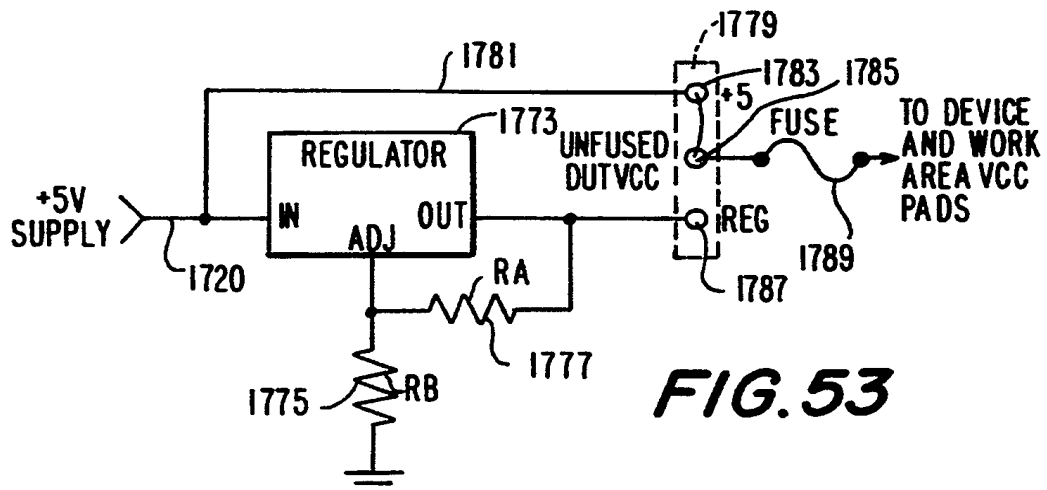 1779
1781
1783
1785
1773
+5
FUSE
TO DEVICE
AND WORK
AREA VCC
PADS
REGULATOR
UNFUSED
DUTVCC
+5V
SUPPLY
IN
OUT
ADJ
REG
1720
RA
1787
1789
1777
1775
RB
FIG. 53